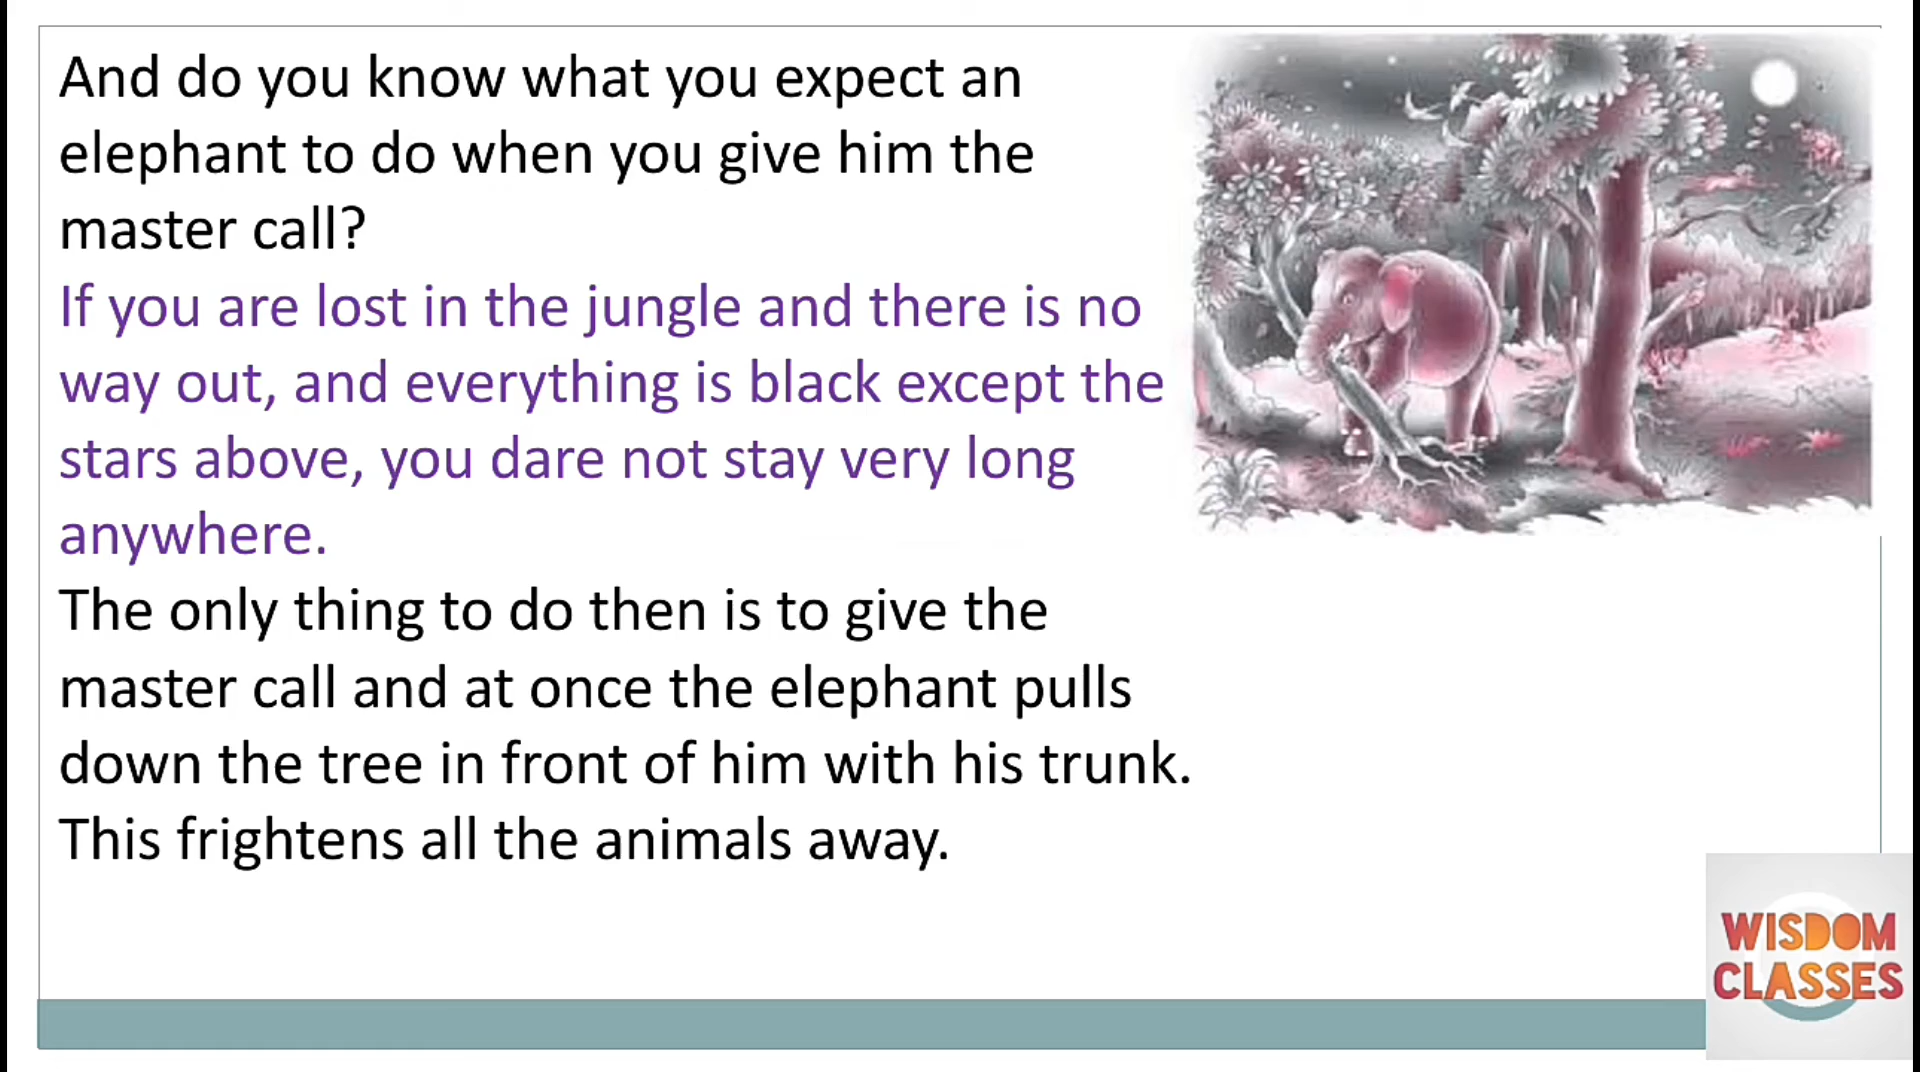 And do you know what you expect an
elephant to do when you give him the
master call?
If you are lost in the jungle and there is no
way out, and everything is black except the
stars above, you dare not stay very long
anywhere.
The only thing to do then is to give the
master call and at once the elephant pulls
down the tree in front of him with his trunk.
This frightens all the animals away.
WISDOM
CLASSES